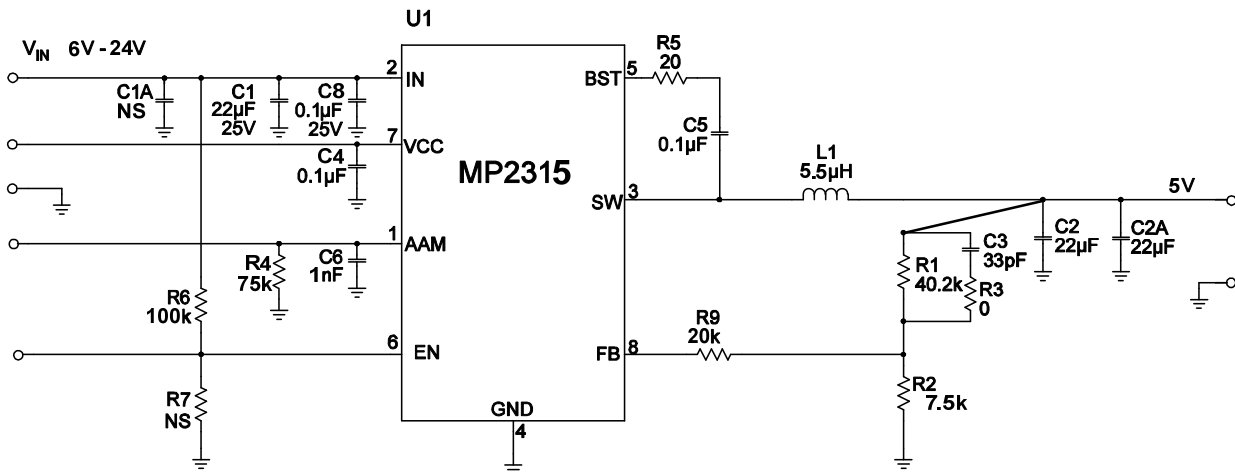 U1
V_IN 6V - 24V
2
IN
C1A
NS
C1
22µF
25V
C8
0.1µF
25V
7
VCC
C4
0.1µF
1
AAM
R4
75k
C6
1nF
R6
100k
6
EN
R7
NS
MP2315
GND
4
BST
5
R5
20
C5
0.1µF
SW
3
L1
5.5µH
5V
C2
22µF
C2A
22µF
R1
40.2k
C3
33pF
R3
0
FB
8
R9
20k
R2
7.5k